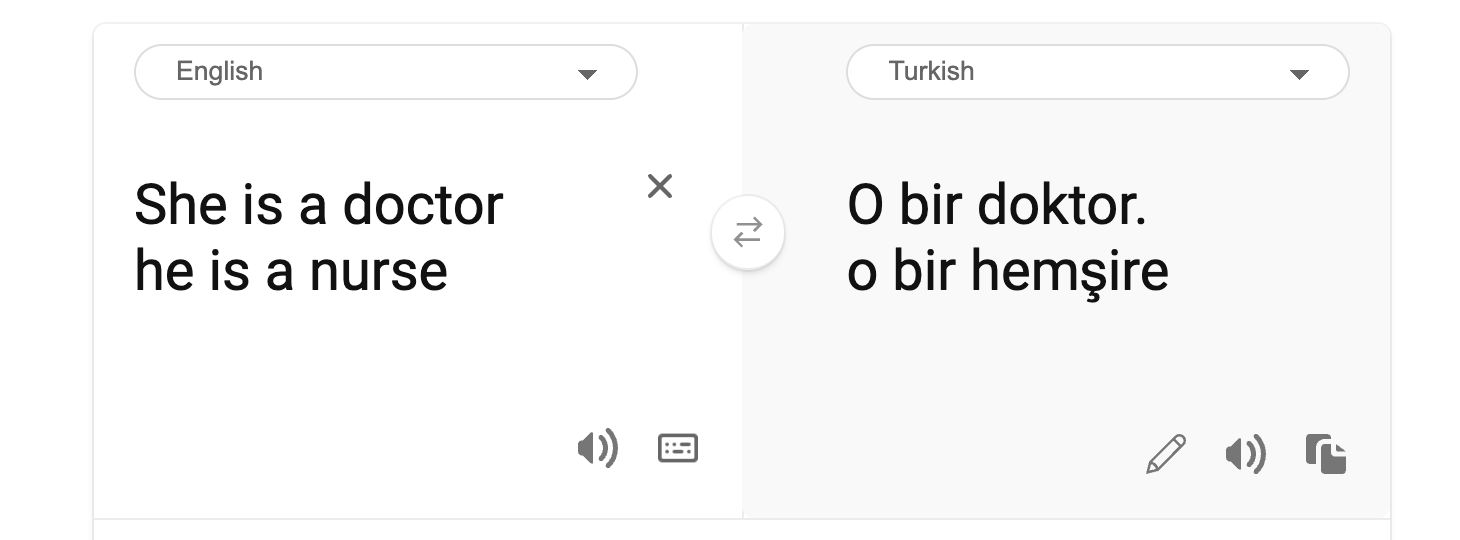 English
Turkish
She is a doctor
he is a nurse
O bir doktor.
o bir hemşire